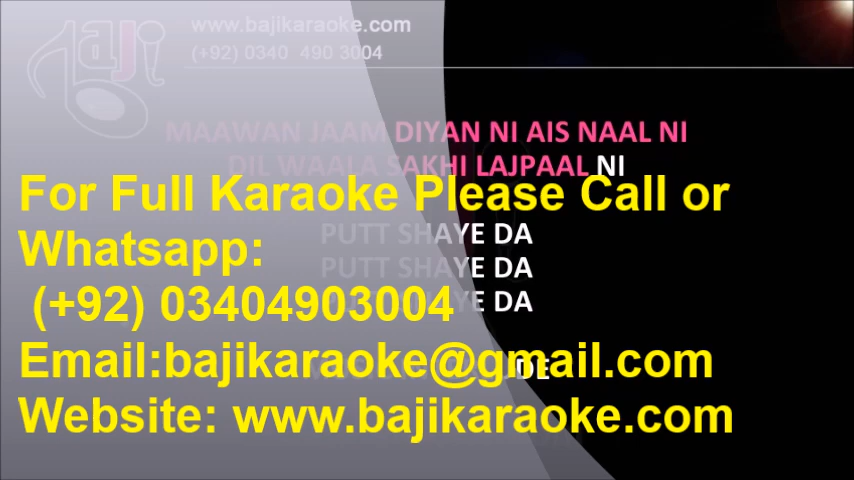 www.bajikaraoke.com
(+92) 0340 490 3004
Baji
MAAWAN JAAM DIYAN NI AIS NAAL NI
DIL WAALA SAKHI LAJPAAL NI
For Full Karaoke Please Call or
Whatsapp:
PUTT SHAYE DA
PUTT SHAYE DA
(+92) 03404903004
YE DA
Email:bajikaraoke@gmail.com
DE
Website: www.bajikaraoke.com